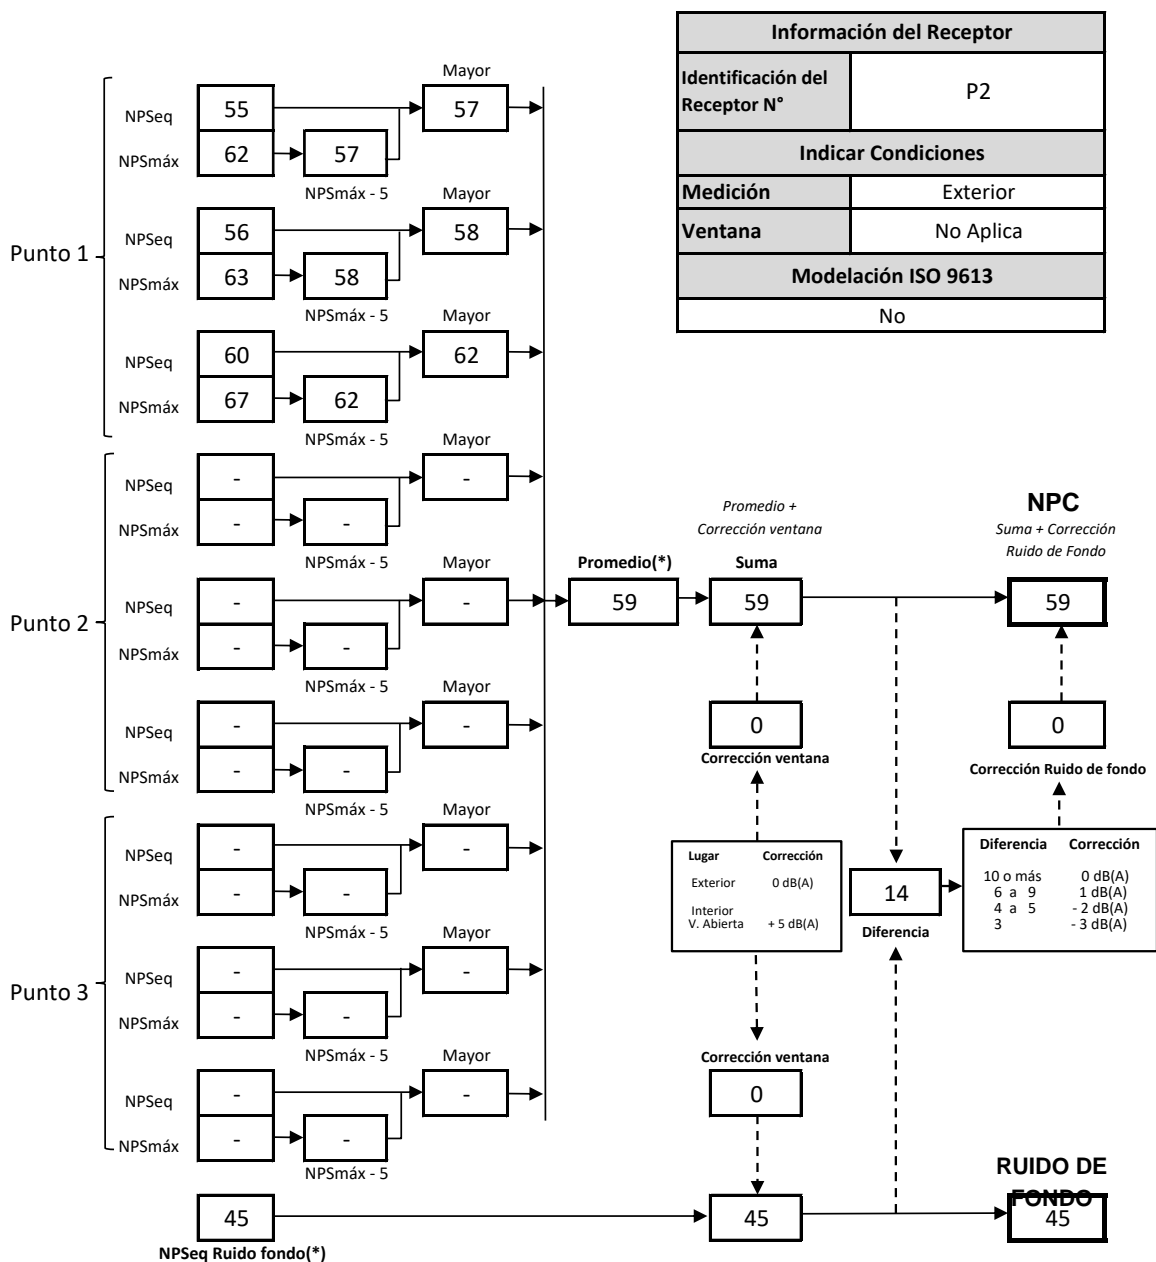 Información del Receptor
Identificación del Receptor N°
P2
Indicar Condiciones
Medición
Exterior
Ventana
No Aplica
Modelación ISO 9613
No
Punto 1
Mayor
NPSeq
55
57
NPSmáx
62
57
NPSmáx - 5
Mayor
NPSeq
56
58
NPSmáx
63
58
NPSmáx - 5
Mayor
NPSeq
60
62
NPSmáx
67
62
NPSmáx - 5
Punto 2
Mayor
NPSeq
-
-
NPSmáx
-
-
NPSmáx - 5
Mayor
NPSeq
-
-
NPSmáx
-
-
NPSmáx - 5
Mayor
NPSeq
-
-
NPSmáx
-
-
NPSmáx - 5
Punto 3
Mayor
NPSeq
-
-
NPSmáx
-
-
NPSmáx - 5
Mayor
NPSeq
-
-
NPSmáx
-
-
NPSmáx - 5
Mayor
NPSeq
-
-
NPSmáx
-
-
NPSmáx - 5
Promedio(*)
59
Promedio +
Corrección ventana
Suma
59
0
Corrección ventana
Lugar Corrección
Exterior 0 dB(A)
Interior
V. Abierta + 5 dB(A)
Corrección ventana
0
NPC
Suma + Corrección
Ruido de Fondo
59
0
Corrección Ruido de fondo
Diferencia Corrección
10 o más 0 dB(A)
6 a 9 1 dB(A)
4 a 5 - 2 dB(A)
3 - 3 dB(A)
14
Diferencia
45
NPSeq Ruido fondo(*)
45
RUIDO DE
FONDO
45